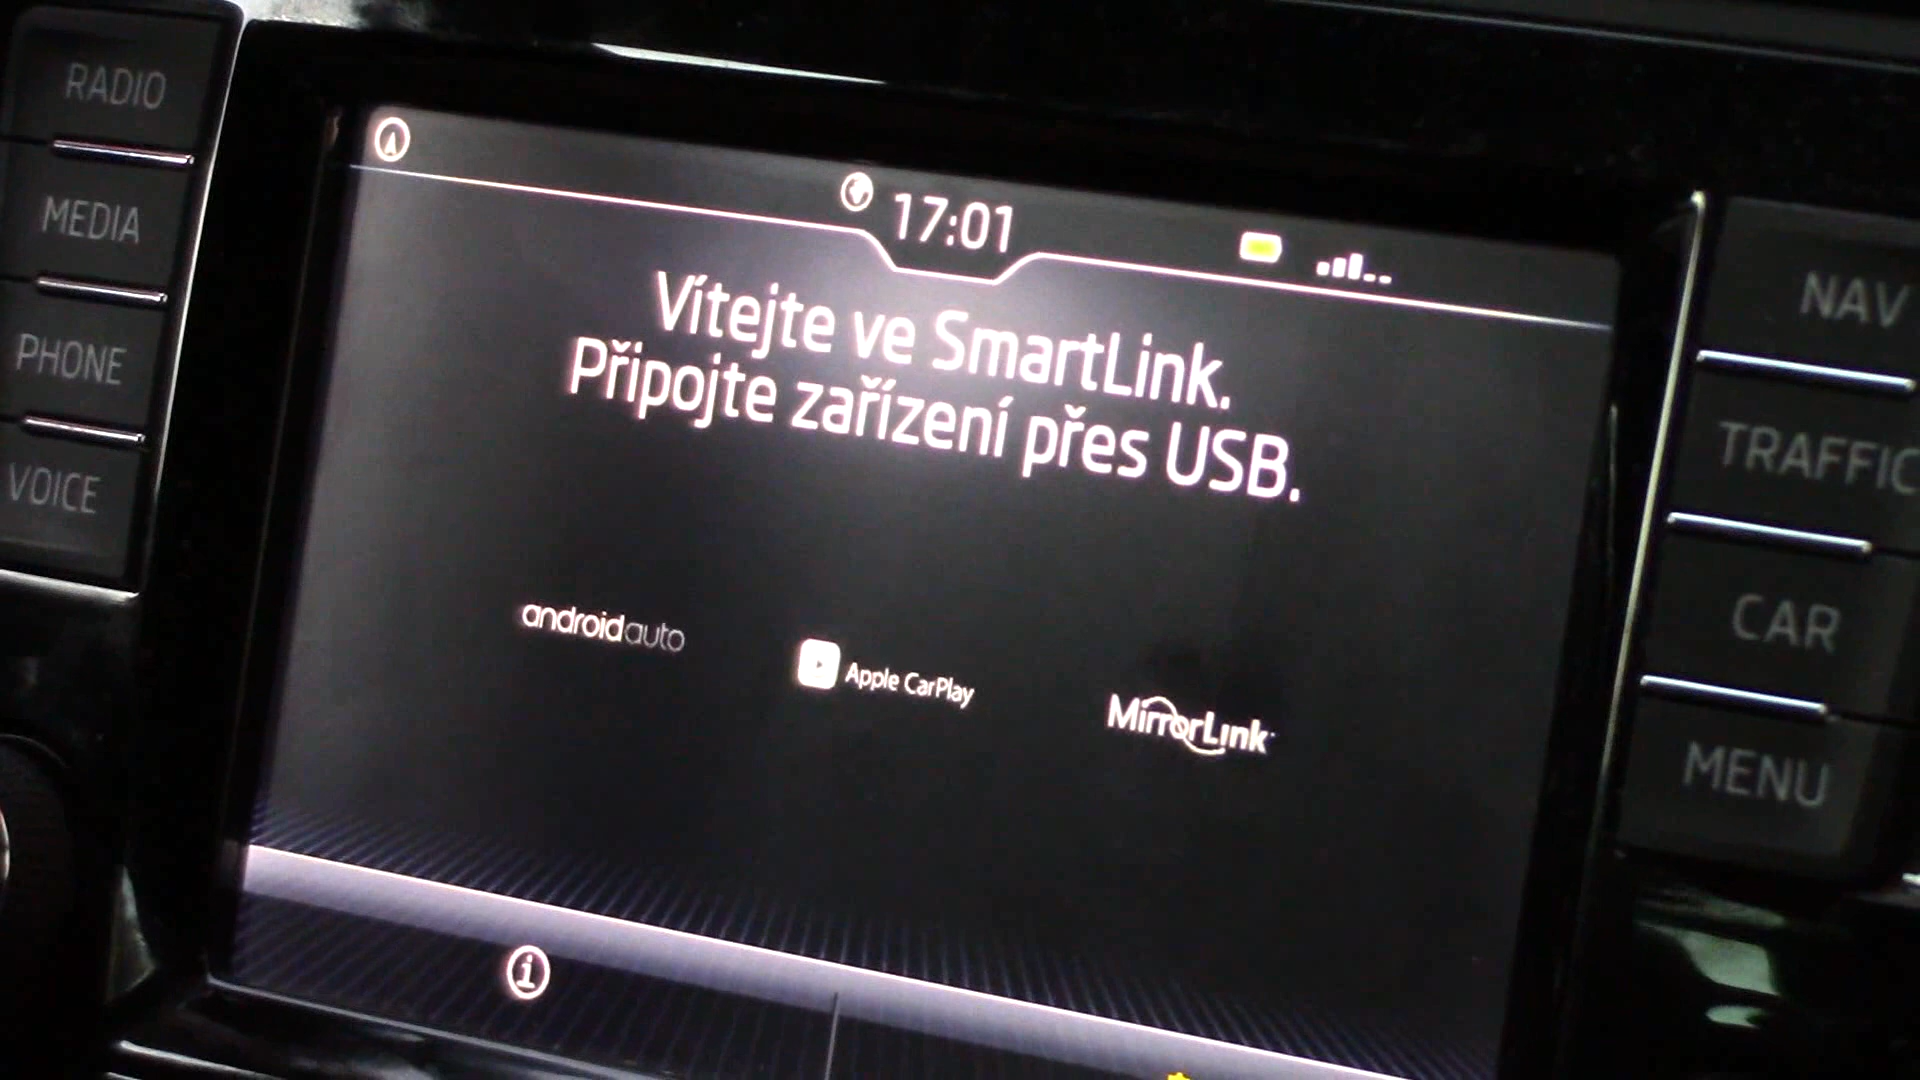 RADIO
MEDIA
PHONE
VOICE
17:01
Vítejte ve SmartLink.
Připojte zařízení přes USB.
androidauto
Apple CarPlay
MirrorLink
NAV
TRAFFIC
CAR
MENU